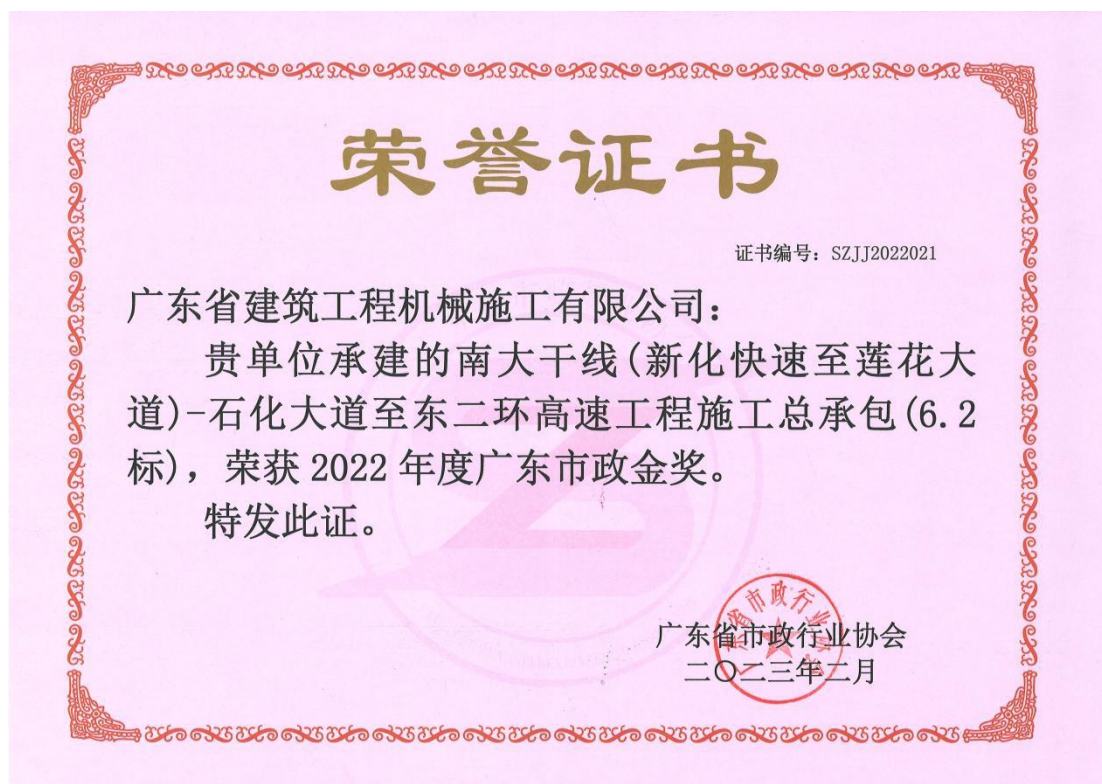 荣誉证书
证书编号：SZJJ2022021
广东省建筑工程机械施工有限公司：
贵单位承建的南大干线(新化快速至莲花大
道)-石化大道至东二环高速工程施工总承包(6.2
标)，荣获 2022 年度广东市政金奖。
特发此证。
广东省市政行业协会
二〇二三年二月